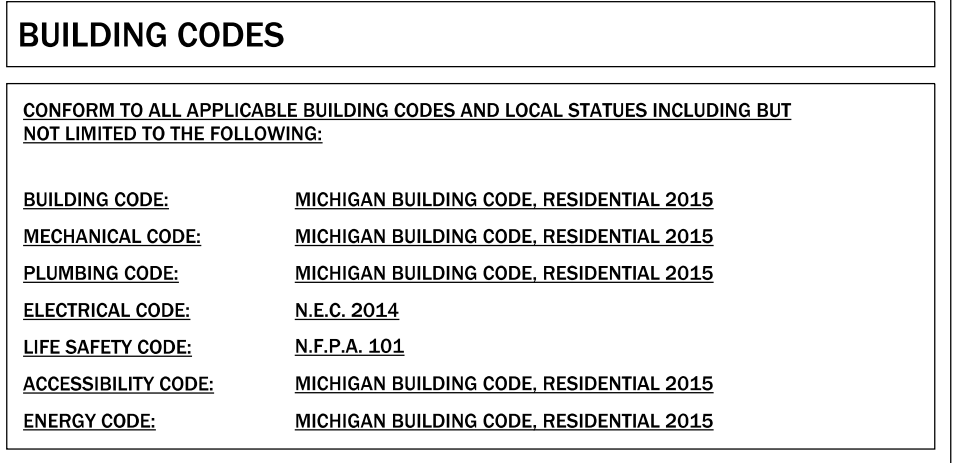 BUILDING CODES
CONFORM TO ALL APPLICABLE BUILDING CODES AND LOCAL STATUES INCLUDING BUT
NOT LIMITED TO THE FOLLOWING:
BUILDING CODE: MICHIGAN BUILDING CODE, RESIDENTIAL 2015
MECHANICAL CODE: MICHIGAN BUILDING CODE, RESIDENTIAL 2015
PLUMBING CODE: MICHIGAN BUILDING CODE, RESIDENTIAL 2015
ELECTRICAL CODE: N.E.C. 2014
LIFE SAFETY CODE: N.F.P.A. 101
ACCESSIBILITY CODE: MICHIGAN BUILDING CODE, RESIDENTIAL 2015
ENERGY CODE: MICHIGAN BUILDING CODE, RESIDENTIAL 2015